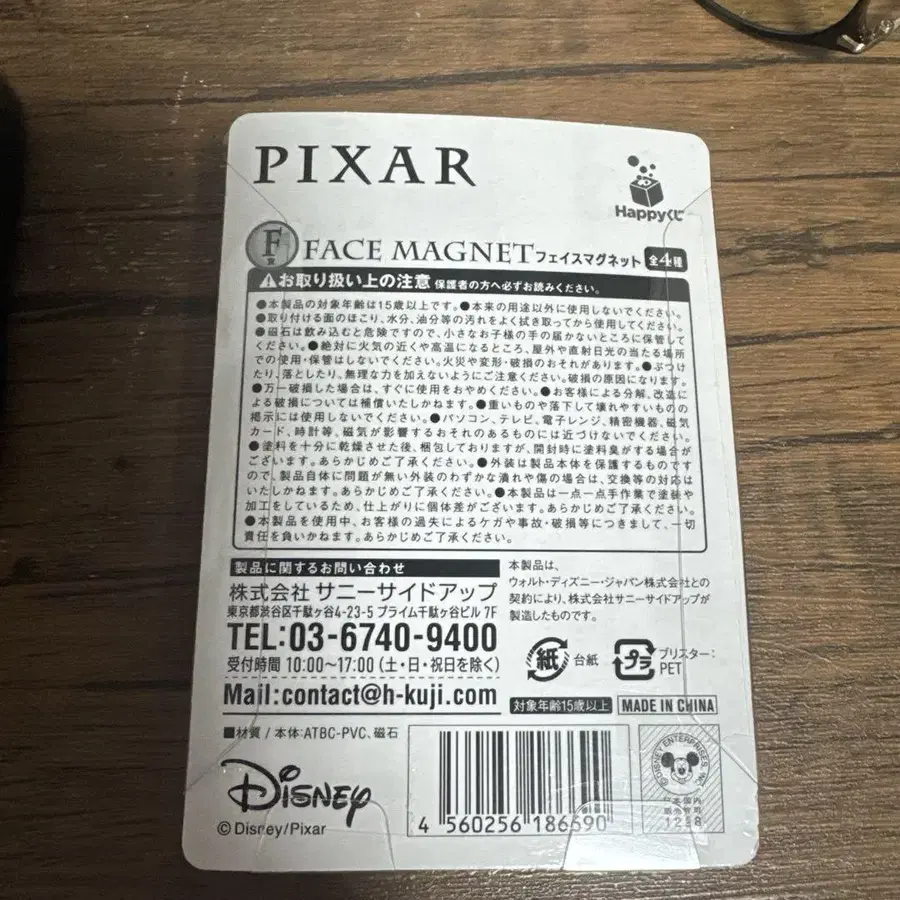 PIXAR
Happyくじ
F賞 FACE MAGNET フェイスマグネット 全4種
お取り扱い上の注意 保護者の方へ必ずお読みください。
●本製品の対象年齢は15歳以上です。●本来の用途以外に使用しないでください。
●取り付ける面のほこり、水分、油分等の汚れをよく拭き取ってから使用してください。
●磁石は飲み込むと危険ですので、小さなお子様の手の届かないところに保管して
ください。●絶対に火気の近くや高温になるところ、屋外や直射日光の当たる場所
での使用・保管はしないでください。火災や変形・破損のおそれがあります。●ぶつけ
たり、落としたり、無理な力を加えないようにご注意ください。破損の原因になります。
●万一破損した場合は、すぐに使用をおやめください。●お客様による分解、改造に
よる破損については補償いたしかねます。●重いものや落下して壊れやすいものの
掲示には使用しないでください。●パソコン、テレビ、電子レンジ、精密機器、磁気
カード、時計等、磁気が影響するおそれのあるものには近づけないでください。
●塗料を十分に乾燥させた後、梱包しておりますが、開封時に塗料臭がする場合が
ございます。あらかじめご了承ください。●外装は製品本体を保護するものです
ので、製品自体に問題が無い外装のわずかな潰れや傷の場合は、交換等の対応は
いたしかねます。あらかじめご了承ください。●本製品は一点一点手作業で塗装や
加工をしているため、仕上がりに個体差がございます。あらかじめご了承ください。
●本製品を使用中、お客様の過失によるケガや事故・破損等につきまして、一切
責任を負いかねます。あらかじめご了承ください。
製品に関するお問い合わせ
株式会社 サニーサイドアップ
東京都渋谷区千駄ヶ谷4-23-5 プライム千駄ヶ谷ビル 7F
TEL:03-6740-9400
受付時間 10:00〜17:00(土・日・祝日を除く)
Mail:contact@h-kuji.com
本製品は、
ウォルト・ディズニー・ジャパン株式会社との
契約により、株式会社サニーサイドアップが
製造したものです。
紙 台紙
プラ ブリスター:
PET
対象年齢15歳以上 MADE IN CHINA
■材質/本体:ATBC-PVC、磁石
Disney
©Disney/Pixar
4 560256 186590
©DISNEY ENTERPRISES, INC.
日本国内
販売許可